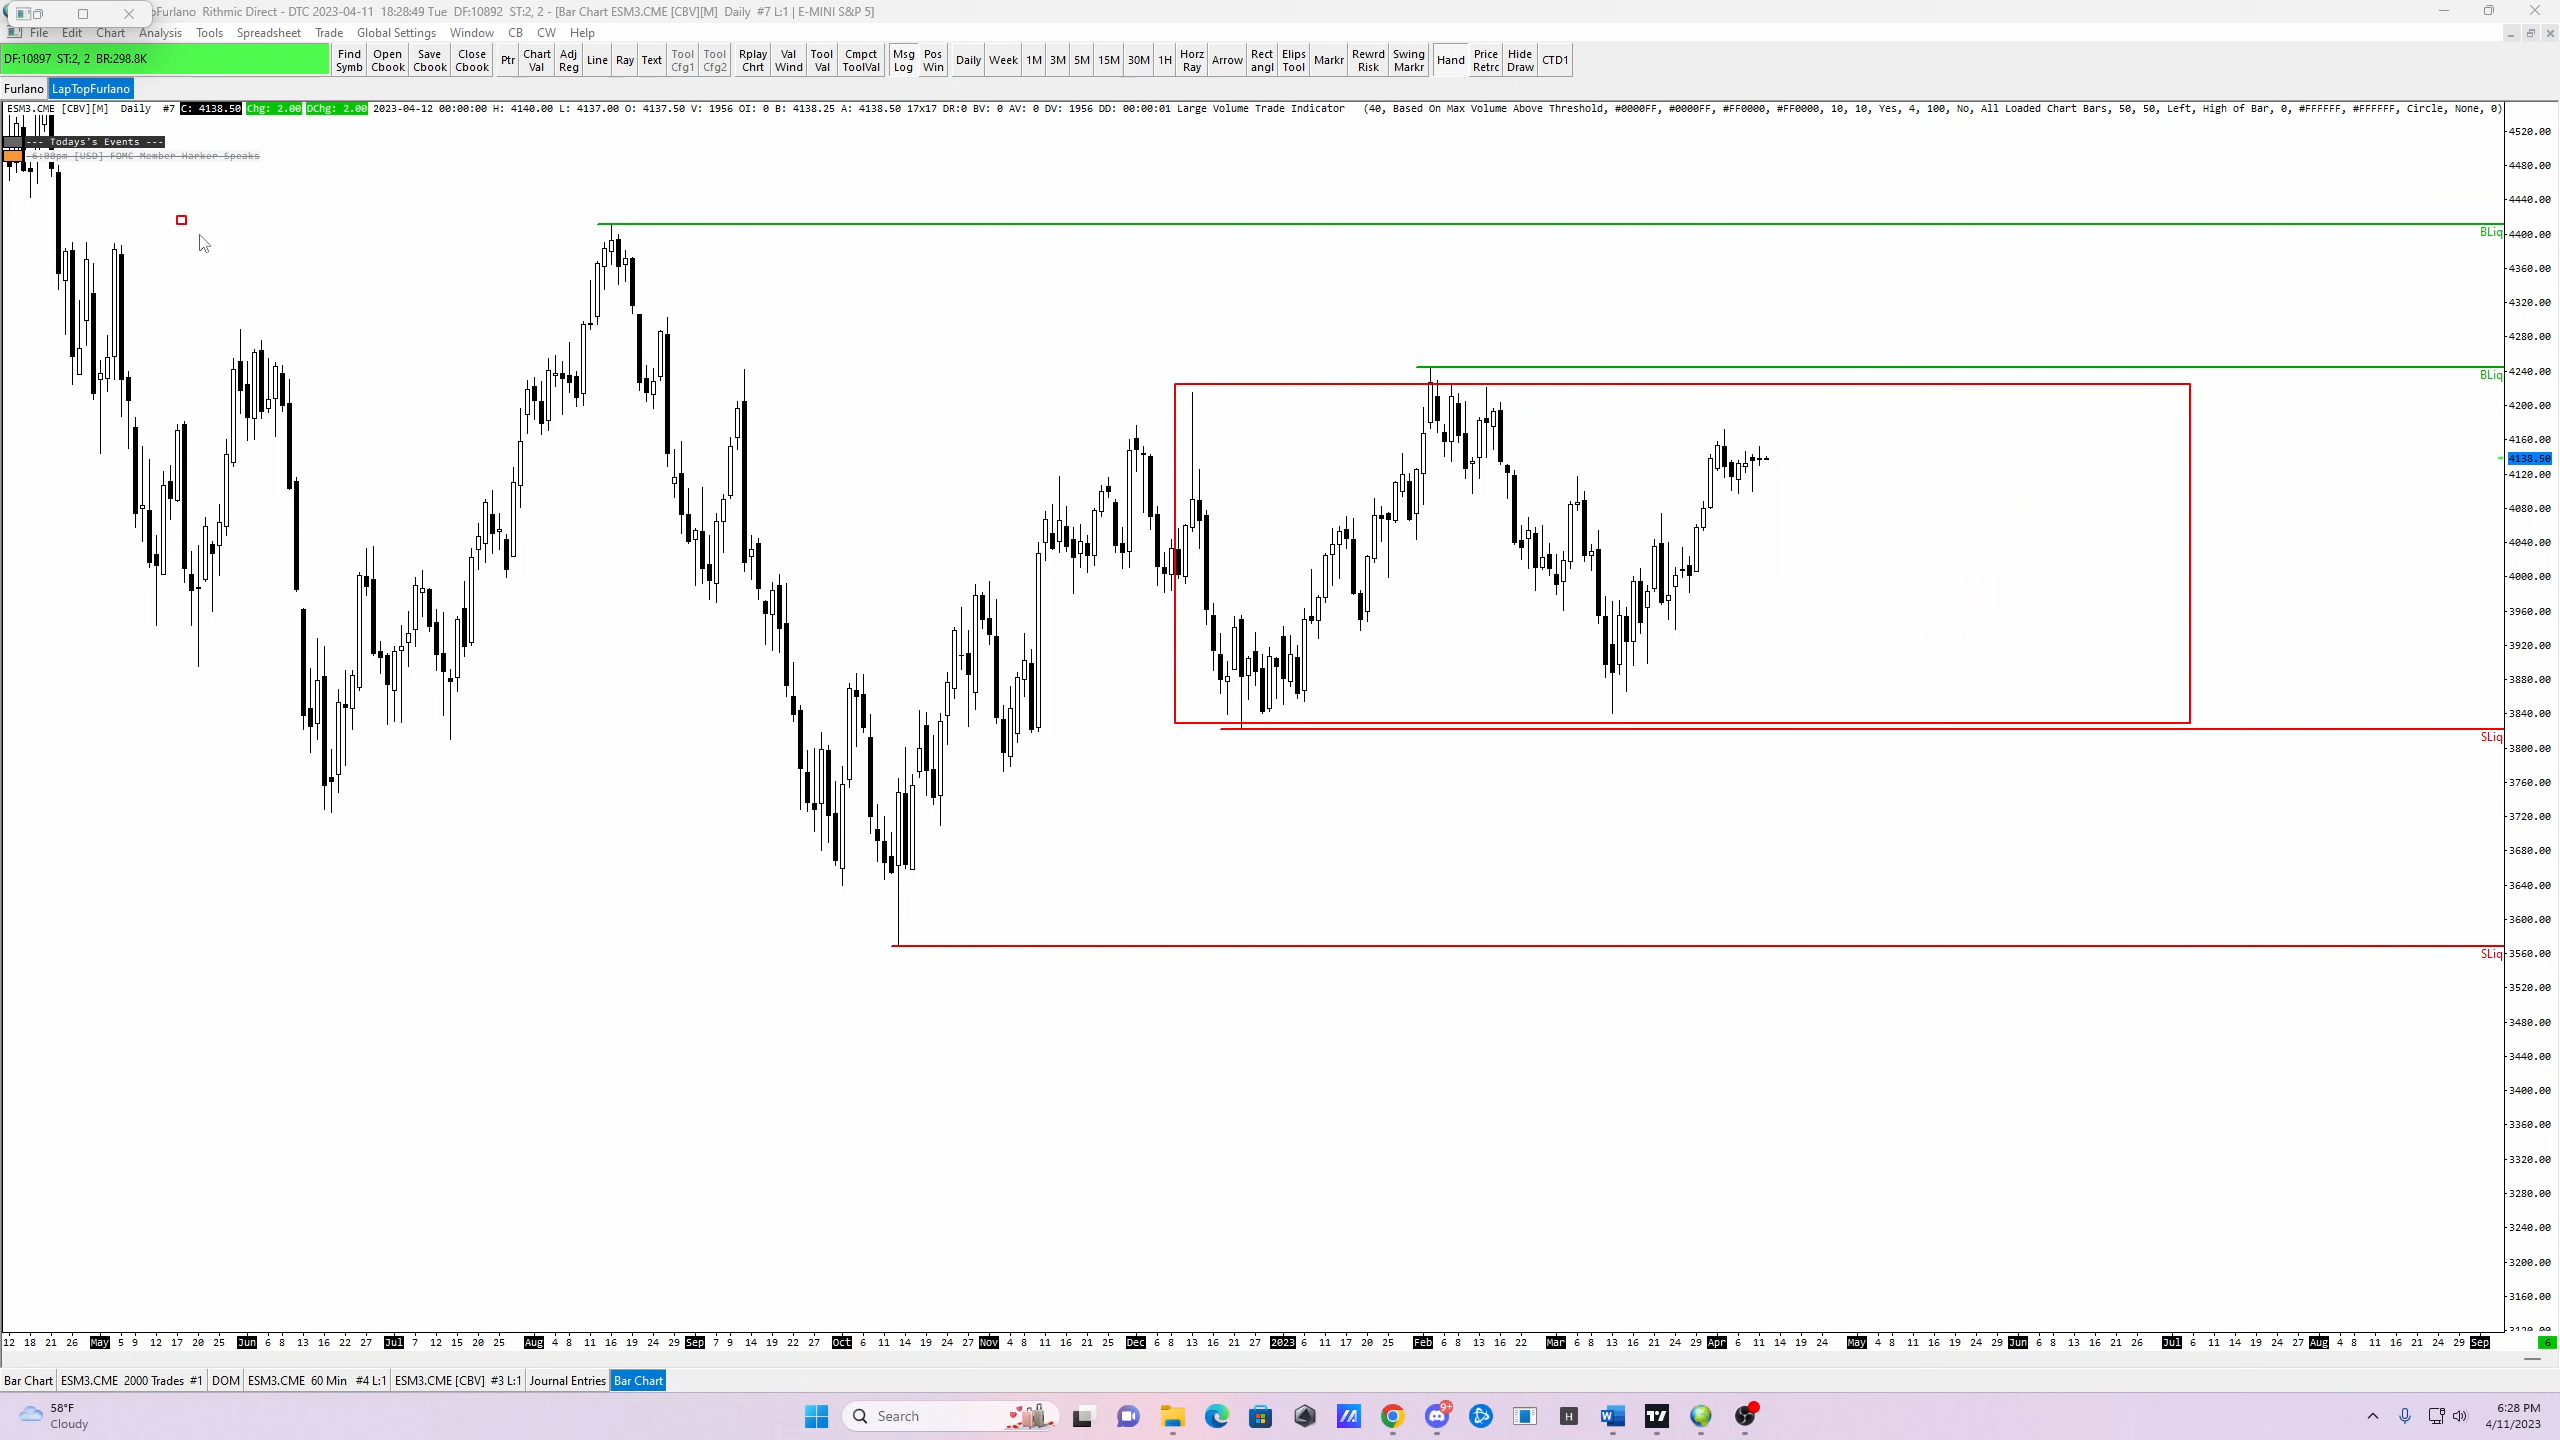 pFurlano Rithmic Direct - DTC 2023-04-11 18:28:49 Tue DF:10892 ST:2, 2 - [Bar Chart ESM3.CME [CBV][M] Daily #7 L:1 | E-MINI S&P 5]
File Edit Chart Analysis Tools Spreadsheet Trade Global Settings Window CB CW Help
DF:10897 ST:2, 2 BR:298.8K
Find Symb Open Cbook Save Cbook Close Cbook Ptr Chart Val Adj Reg Line Ray Text Tool Cfg1 Tool Cfg2 Rplay Chrt Val Wind Tool Val Cmpct ToolVal Msg Log Pos Win Daily Week 1M 3M 5M 15M 30M 1H Horz Ray Arrow Rect angl Elips Tool Markr Rewrd Risk Swing Markr Hand Price Retrc Hide Draw CTD1
Furlano LapTopFurlano
ESM3.CME [CBV][M] Daily #7 C: 4138.50 Chg: 2.00 DChg: 2.00 2023-04-12 00:00:00 H: 4140.00 L: 4137.00 O: 4137.50 V: 1956 OI: 0 B: 4138.25 A: 4138.50 17x17 DR:0 BV: 0 AV: 0 DV: 1956 DD: 00:00:01 Large Volume Trade Indicator (40, Based On Max Volume Above Threshold, #0000FF, #0000FF, #FF0000, #FF0000, 10, 10, Yes, 4, 100, No, All Loaded Chart Bars, 50, 50, Left, High of Bar, 0, #FFFFFF, #FFFFFF, Circle, None, 0)
--- Todays's Events ---
6:00pm [USD] FOMC Member Harker Speaks
4520.00
4480.00
4440.00
BLiq
4400.00
4360.00
4320.00
4280.00
4240.00
BLiq
4200.00
4160.00
4138.50
4120.00
4080.00
4040.00
4000.00
3960.00
3920.00
3880.00
3840.00
SLiq
3800.00
3760.00
3720.00
3680.00
3640.00
3600.00
SLiq
3560.00
3520.00
3480.00
3440.00
3400.00
3360.00
3320.00
3280.00
3240.00
3200.00
3160.00
3120.00
12 18 21 26 May 5 9 12 17 20 25 Jun 6 8 13 16 22 27 Jul 7 12 15 20 25 Aug 4 8 11 16 19 24 29 Sep 7 9 14 19 22 27 Oct 6 11 14 19 24 27 Nov 4 8 11 16 21 25 Dec 6 8 13 16 21 27 2023 6 11 17 20 25 Feb 6 8 13 16 22 Mar 6 8 13 16 21 24 29 Apr 6 11 14 19 24 May 4 8 11 16 19 24 29 Jun 6 8 13 16 21 26 Jul 6 11 14 19 24 27 Aug 4 8 11 16 21 24 29 Sep 6
Bar Chart ESM3.CME 2000 Trades #1 DOM ESM3.CME 60 Min #4 L:1 ESM3.CME [CBV] #3 L:1 Journal Entries Bar Chart
58°F
Cloudy
Search
9+
H
6:28 PM
4/11/2023